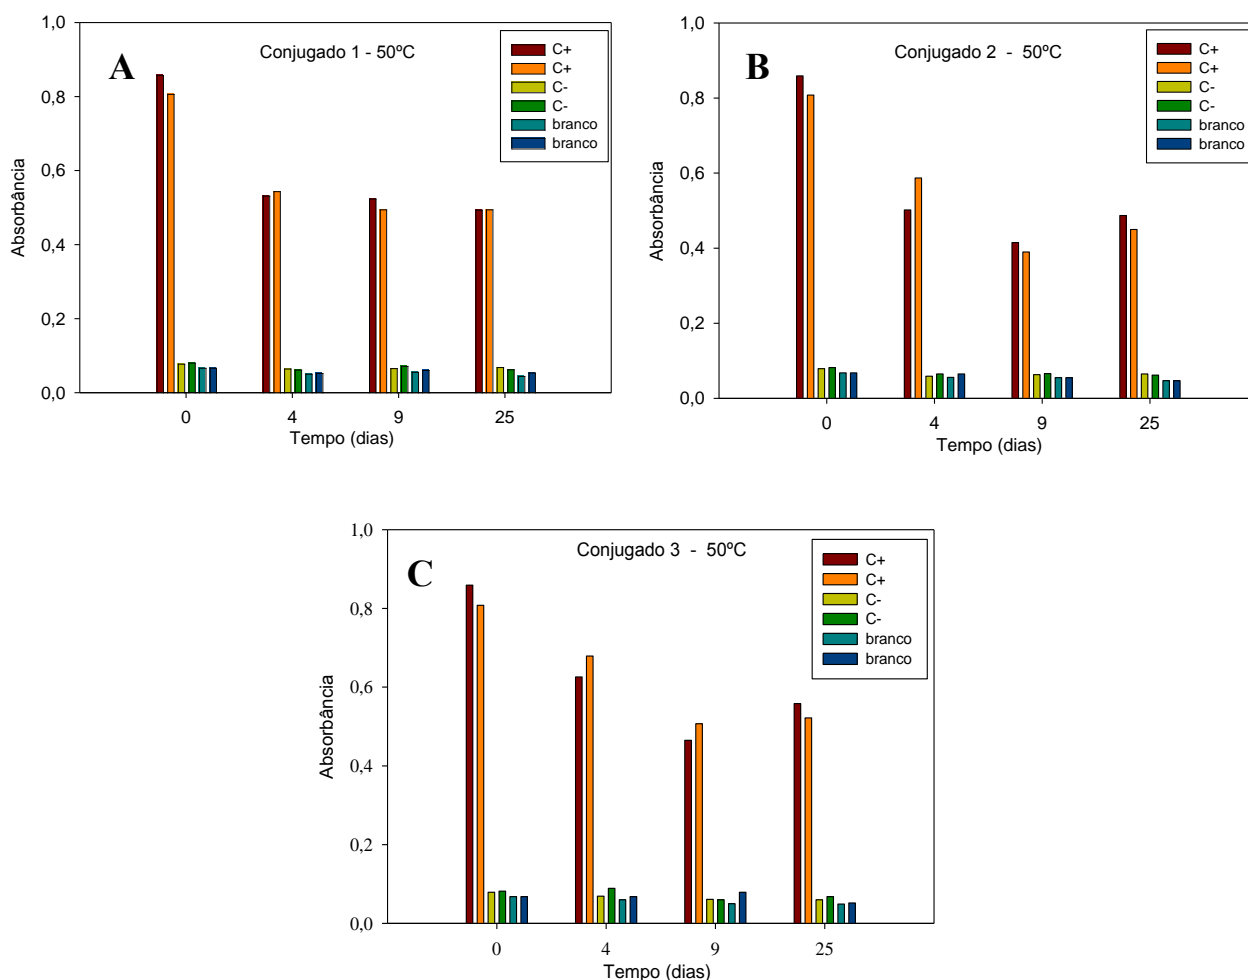 A
Conjugado 1 - 50ºC
C+
C+
C-
C-
branco
branco
Absorbância
1,0
0,8
0,6
0,4
0,2
0,0
0 4 9 25
Tempo (dias)
B
Conjugado 2 - 50ºC
C+
C+
C-
C-
branco
branco
Absorbância
1,0
0,8
0,6
0,4
0,2
0,0
0 4 9 25
Tempo (dias)
C
Conjugado 3 - 50ºC
C+
C+
C-
C-
branco
branco
Absorbância
1,0
0,8
0,6
0,4
0,2
0,0
0 4 9 25
Tempo (dias)